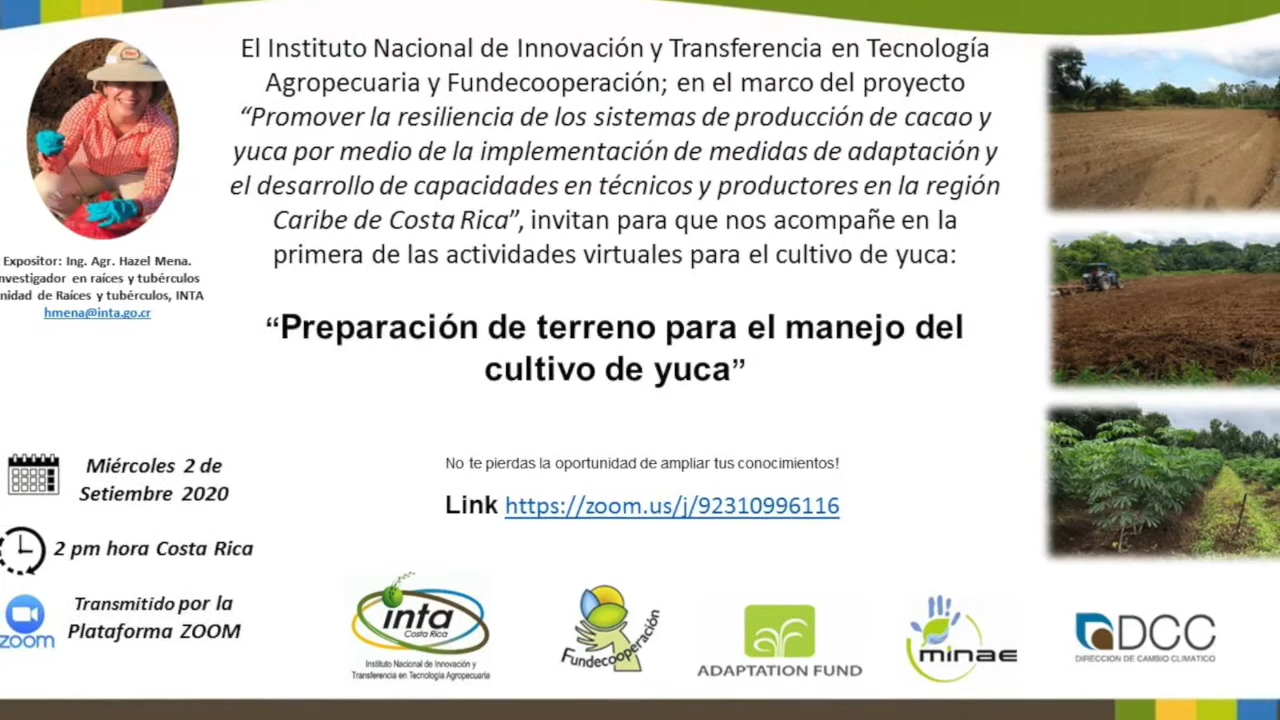 El Instituto Nacional de Innovación y Transferencia en Tecnología
Agropecuaria y Fundecooperación; en el marco del proyecto
“Promover la resiliencia de los sistemas de producción de cacao y
yuca por medio de la implementación de medidas de adaptación y
el desarrollo de capacidades en técnicos y productores en la región
Caribe de Costa Rica”, invitan para que nos acompañe en la
primera de las actividades virtuales para el cultivo de yuca:
Expositor: Ing. Agr. Hazel Mena.
nvestigador en raíces y tubérculos
nidad de Raíces y tubérculos, INTA
hmena@inta.go.cr
“Preparación de terreno para el manejo del
cultivo de yuca”
No te pierdas la oportunidad de ampliar tus conocimientos!
Link https://zoom.us/j/92310996116
Miércoles 2 de
Setiembre 2020
2 pm hora Costa Rica
Transmitido por la
Plataforma ZOOM
zoom
inta
Costa Rica
Instituto Nacional de Innovación y
Transferencia en Tecnología Agropecuaria
Fundecooperación
ADAPTATION FUND
minae
DCC
DIRECCION DE CAMBIO CLIMATICO